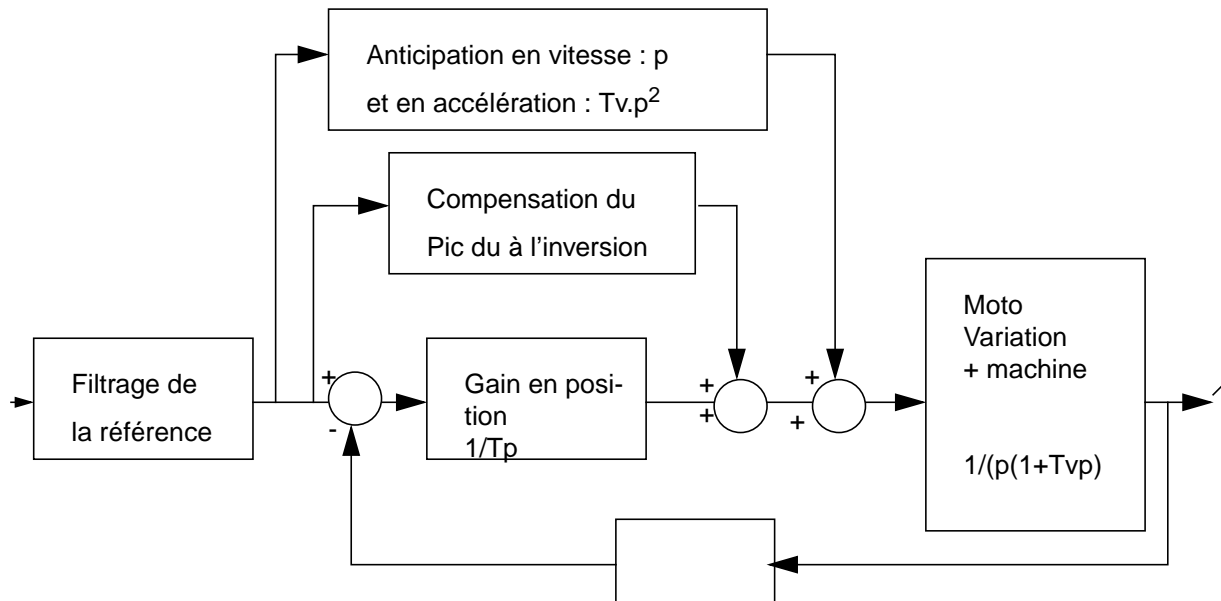 Anticipation en vitesse : p
et en accélération : Tv.p²
Compensation du
Pic du à l'inversion
Moto
Variation
+ machine
1/(p(1+Tvp)
Filtrage de
la référence
+
-
Gain en posi-
tion
1/Tp
+
+
+
+